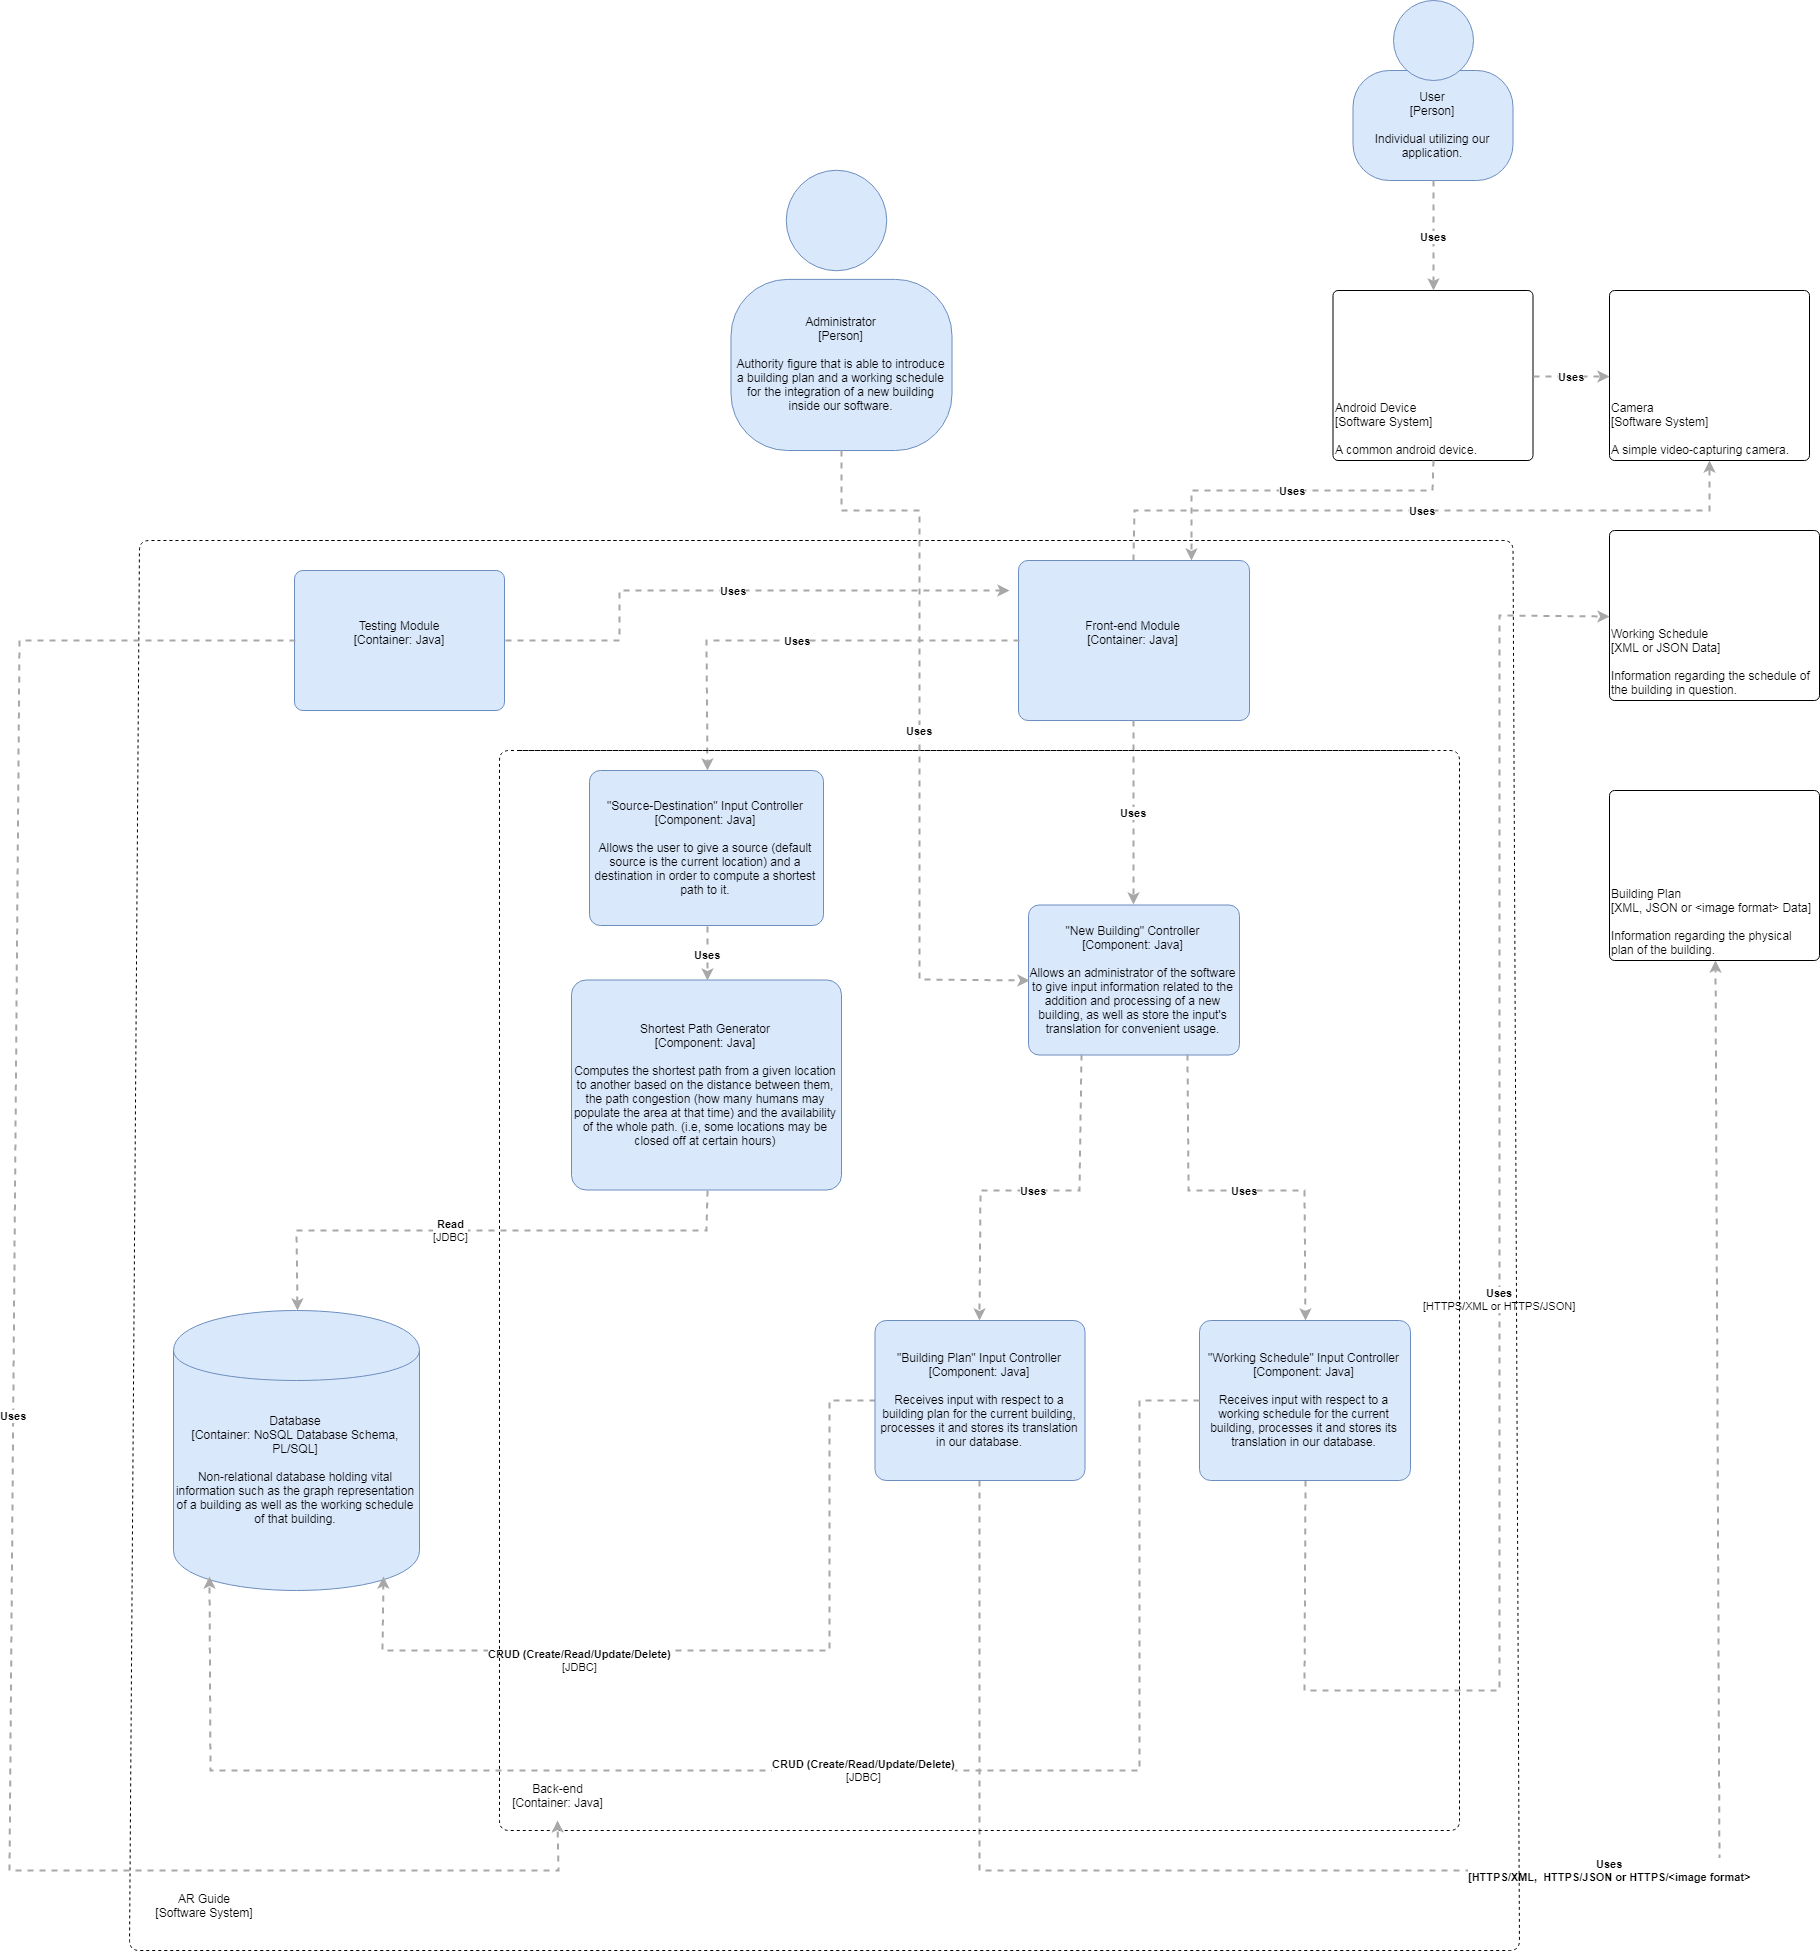 User
[Person]
Individual utilizing our
application.
Uses
Administrator
[Person]
Authority figure that is able to introduce
a building plan and a working schedule
for the integration of a new building
inside our software.
Android Device
[Software System]
A common android device.
Uses
Camera
[Software System]
A simple video-capturing camera.
Uses
Uses
Testing Module
[Container: Java]
Uses
Uses
Front-end Module
[Container: Java]
Working Schedule
[XML or JSON Data]
Information regarding the schedule of
the building in question.
Uses
Uses
"Source-Destination" Input Controller
[Component: Java]
Allows the user to give a source (default
source is the current location) and a
destination in order to compute a shortest
path to it.
Uses
Building Plan
[XML, JSON or <image format> Data]
Information regarding the physical
plan of the building.
"New Building" Controller
[Component: Java]
Allows an administrator of the software
to give input information related to the
addition and processing of a new
building, as well as store the input's
translation for convenient usage.
Shortest Path Generator
[Component: Java]
Computes the shortest path from a given location
to another based on the distance between them,
the path congestion (how many humans may
populate the area at that time) and the availability
of the whole path. (i.e, some locations may be
closed off at certain hours)
Uses
Uses
Read
[JDBC]
Uses
[HTTPS/XML or HTTPS/JSON]
"Building Plan" Input Controller
[Component: Java]
Receives input with respect to a
building plan for the current building,
processes it and stores its translation
in our database.
"Working Schedule" Input Controller
[Component: Java]
Receives input with respect to a
working schedule for the current
building, processes it and stores its
translation in our database.
Uses
Database
[Container: NoSQL Database Schema,
PL/SQL]
Non-relational database holding vital
information such as the graph representation
of a building as well as the working schedule
of that building.
CRUD (Create/Read/Update/Delete)
[JDBC]
CRUD (Create/Read/Update/Delete)
[JDBC]
Back-end
[Container: Java]
Uses
[HTTPS/XML,  HTTPS/JSON or HTTPS/<image format>
AR Guide
[Software System]